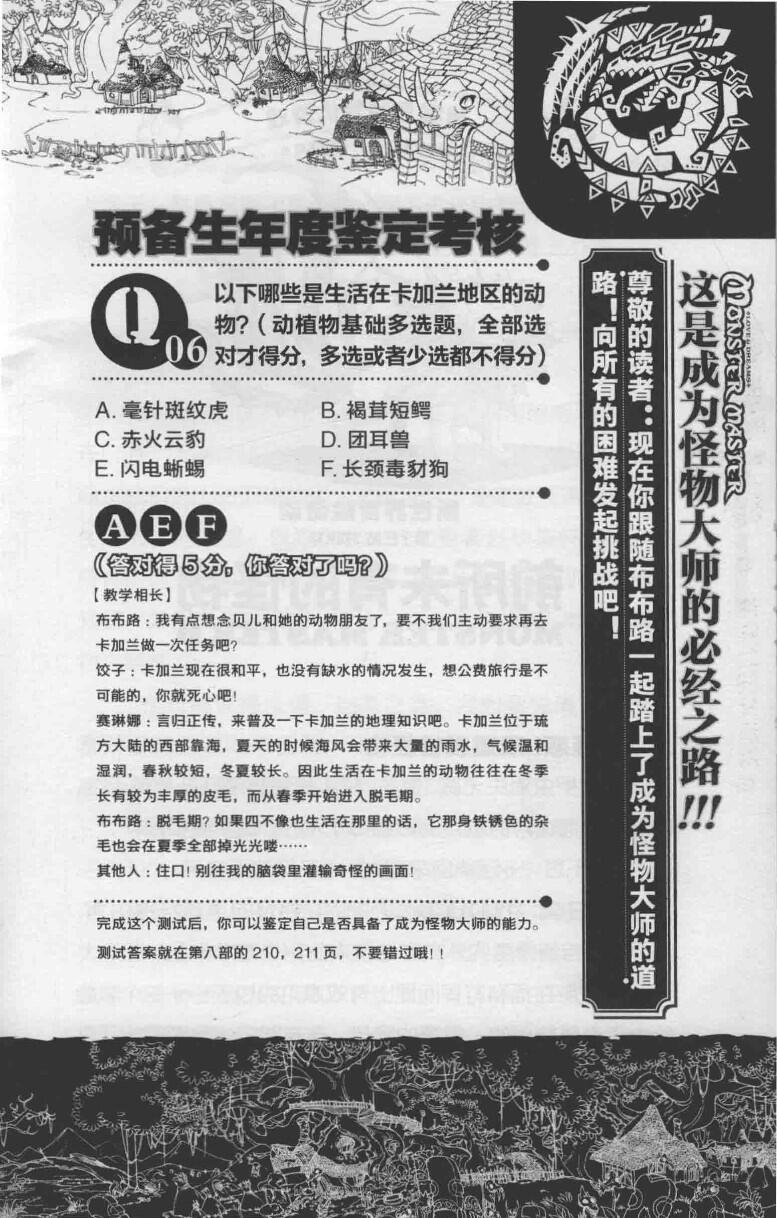 预备生年度鉴定考核
Q06
以下哪些是生活在卡加兰地区的动
物？（动植物基础多选题，全部选
对才得分，多选或者少选都不得分）
A. 毫针斑纹虎 B. 褐茸短鳄
C. 赤火云豹 D. 团耳兽
E. 闪电蜥蜴 F. 长颈毒豺狗
A E F
（（答对得5分，你答对了吗？））
【教学相长】
布布路：我有点想念贝儿和她的动物朋友了，要不我们主动要求再去
卡加兰做一次任务吧？
饺子：卡加兰现在很和平，也没有缺水的情况发生，想公费旅行是不
可能的，你就死心吧！
赛琳娜：言归正传，来普及一下卡加兰的地理知识吧。卡加兰位于琉
方大陆的西部靠海，夏天的时候海风会带来大量的雨水，气候温和
湿润，春秋较短，冬夏较长。因此生活在卡加兰的动物往往在冬季
长有较为丰厚的皮毛，而从春季开始进入脱毛期。
布布路：脱毛期？如果四不像也生活在那里的话，它那身铁锈色的杂
毛也会在夏季全部掉光光喽……
其他人：住口！别往我的脑袋里灌输奇怪的画面！
完成这个测试后，你可以鉴定自己是否具备了成为怪物大师的能力。
测试答案就在第八部的210，211页，不要错过哦！！
MONSTER MASTER
LOVE & DREAMS
这是成为怪物大师的必经之路!!!
尊敬的读者：现在你跟随布布路一起踏上了成为怪物大师的道
路！向所有的困难发起挑战吧！